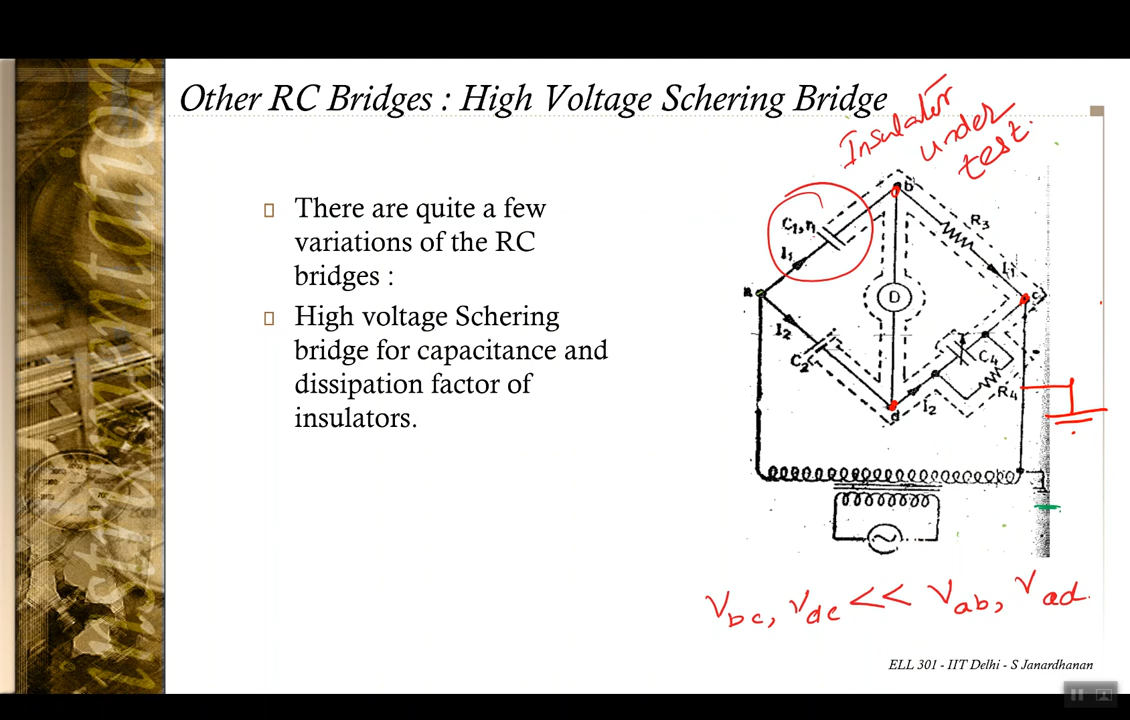 Other RC Bridges : High Voltage Schering Bridge
Insulator
under
test.
There are quite a few
variations of the RC
bridges :
High voltage Schering
bridge for capacitance and
dissipation factor of
insulators.
b
C1, r1
R3
I1
I1
a
D
c
I2
C2
C4
R4
d
I2
Vbc, Vdc << Vab, Vad.
ELL 301 - IIT Delhi - S Janardhanan
instrumentation